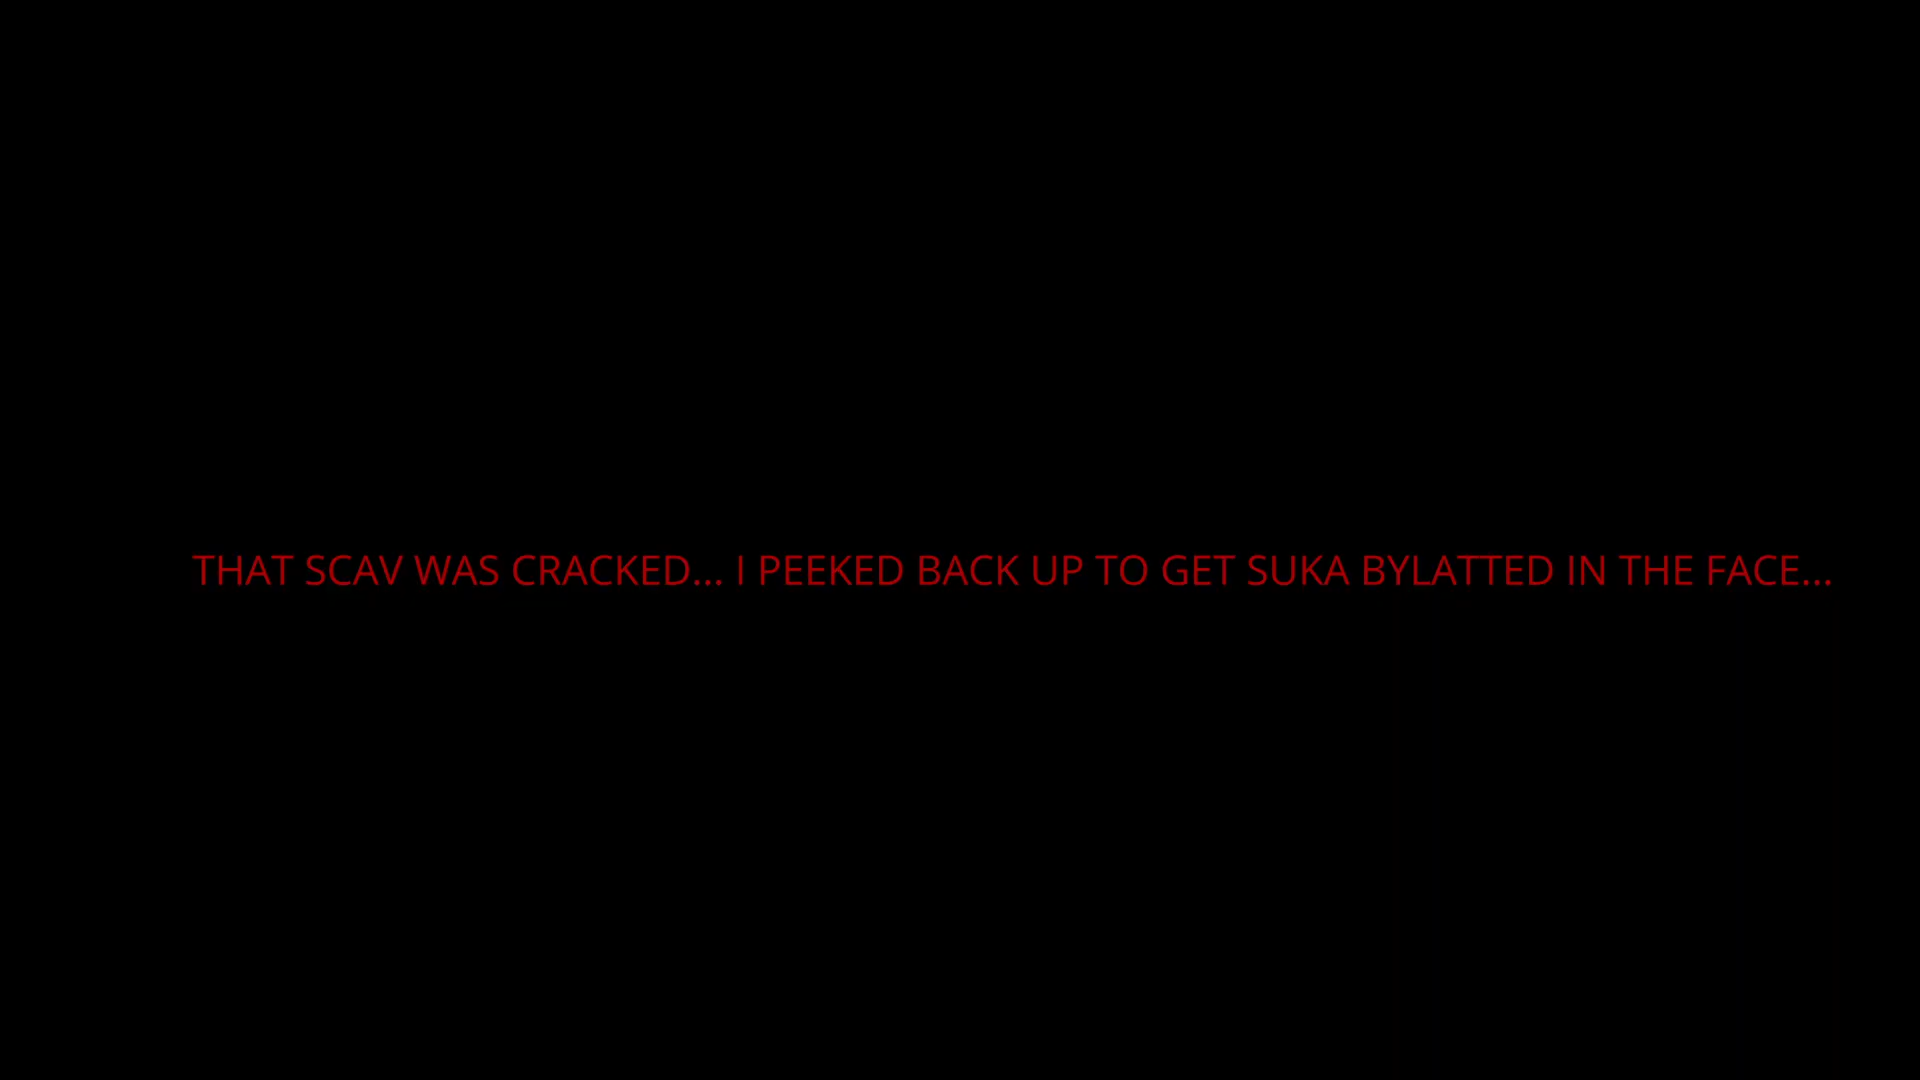 THAT SCAV WAS CRACKED... I PEEKED BACK UP TO GET SUKA BYLATTED IN THE FACE...